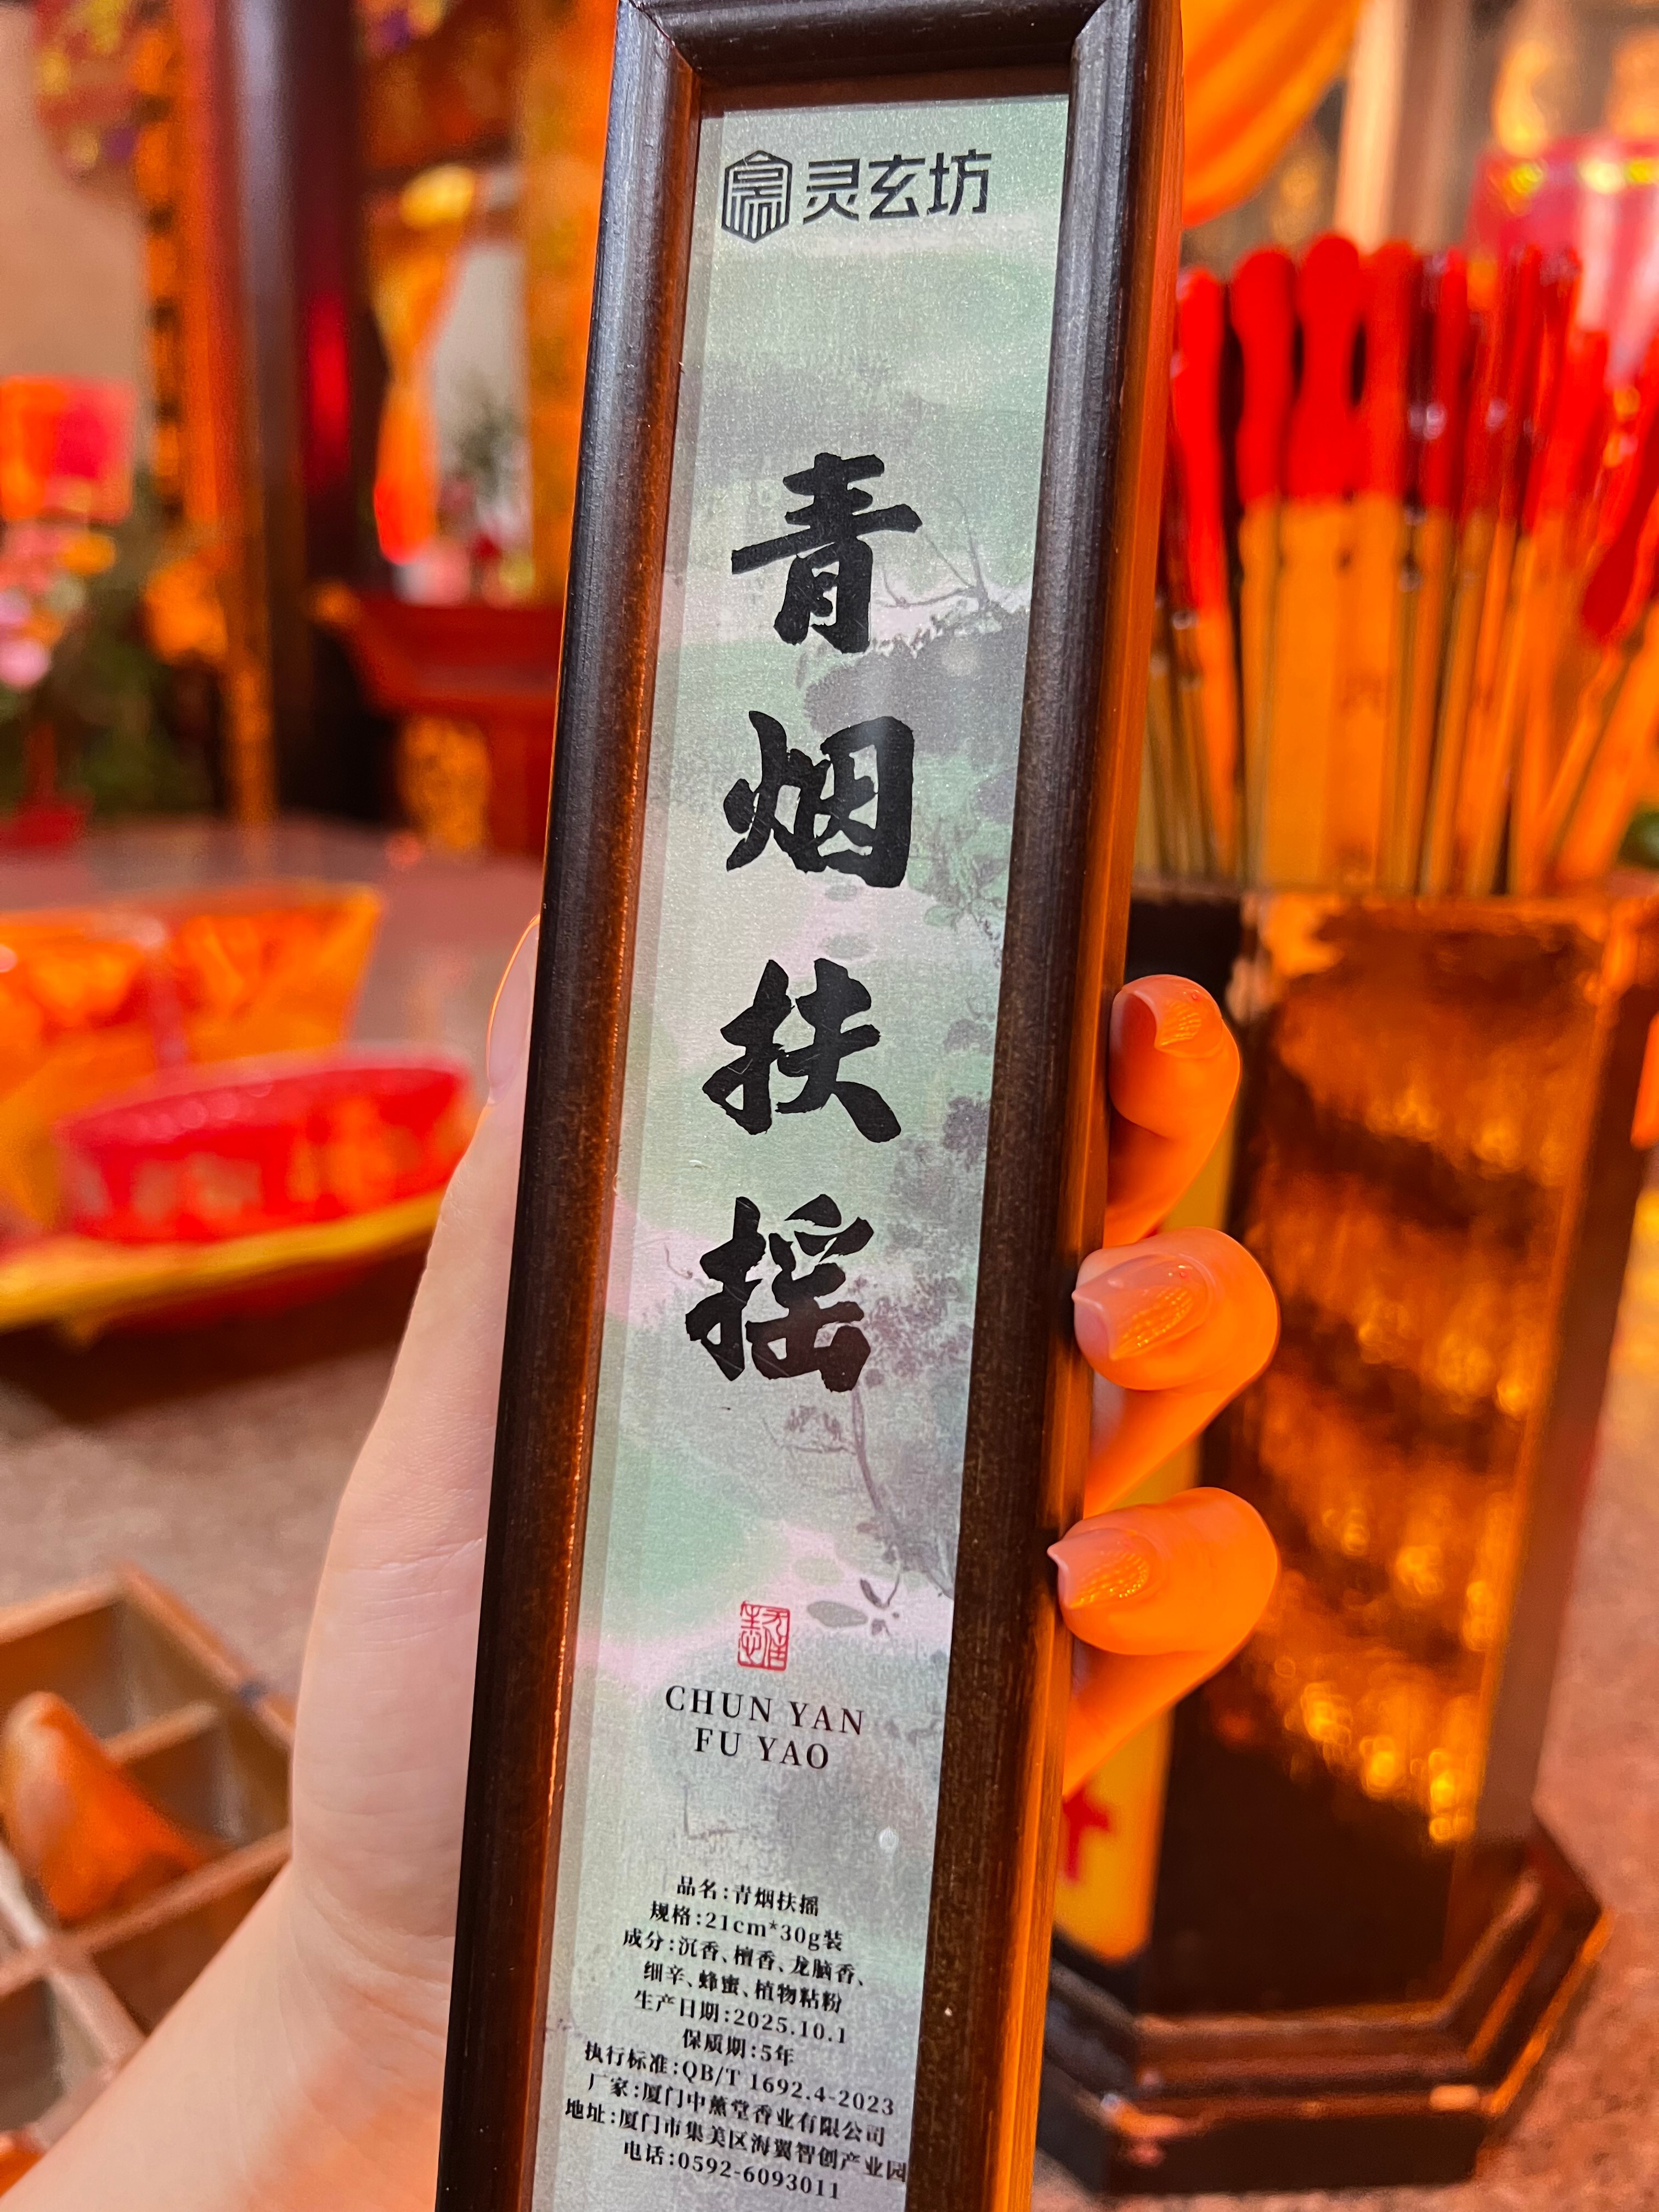 灵玄坊
青烟扶摇
CHUN YAN
FU YAO
品名:青烟扶摇
规格:21cm*30g装
成分:沉香、檀香、龙脑香、
细辛、蜂蜜、植物粘粉
生产日期:2025.10.1
保质期:5年
执行标准:QB/T 1692.4-2023
厂家:厦门中薰堂香业有限公司
地址:厦门市集美区海翼智创产业园
电话:0592-6093011